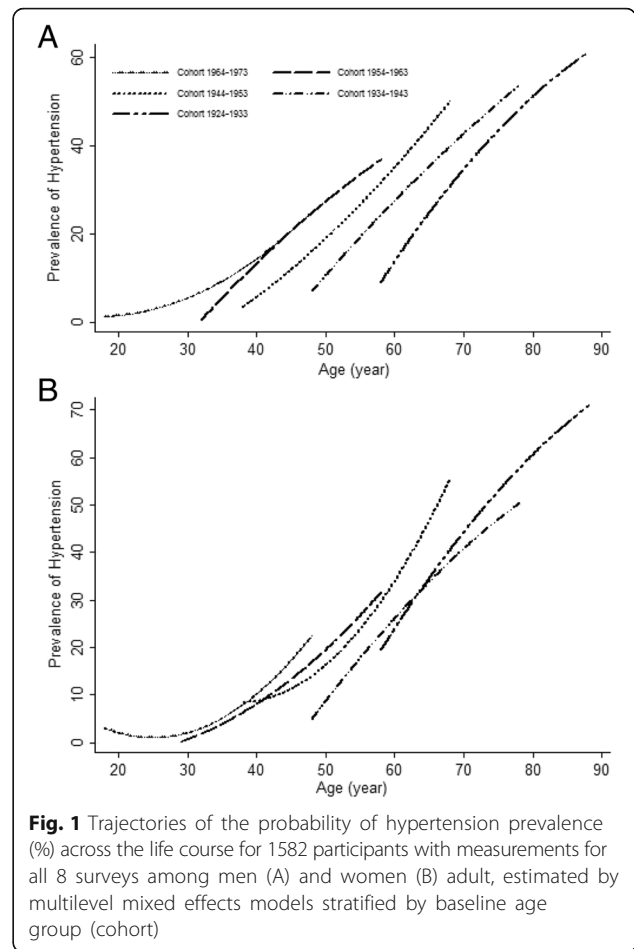 A
Prevalence of Hypertension
60
40
20
0
Cohort 1964-1973
Cohort 1954-1963
Cohort 1944-1953
Cohort 1934-1943
Cohort 1924-1933
20 30 40 50 60 70 80 90
Age (year)
B
Prevalence of Hypertension
70
60
50
40
30
20
10
0
20 30 40 50 60 70 80 90
Age (year)
Fig. 1 Trajectories of the probability of hypertension prevalence
(%) across the life course for 1582 participants with measurements for
all 8 surveys among men (A) and women (B) adult, estimated by
multilevel mixed effects models stratified by baseline age
group (cohort)